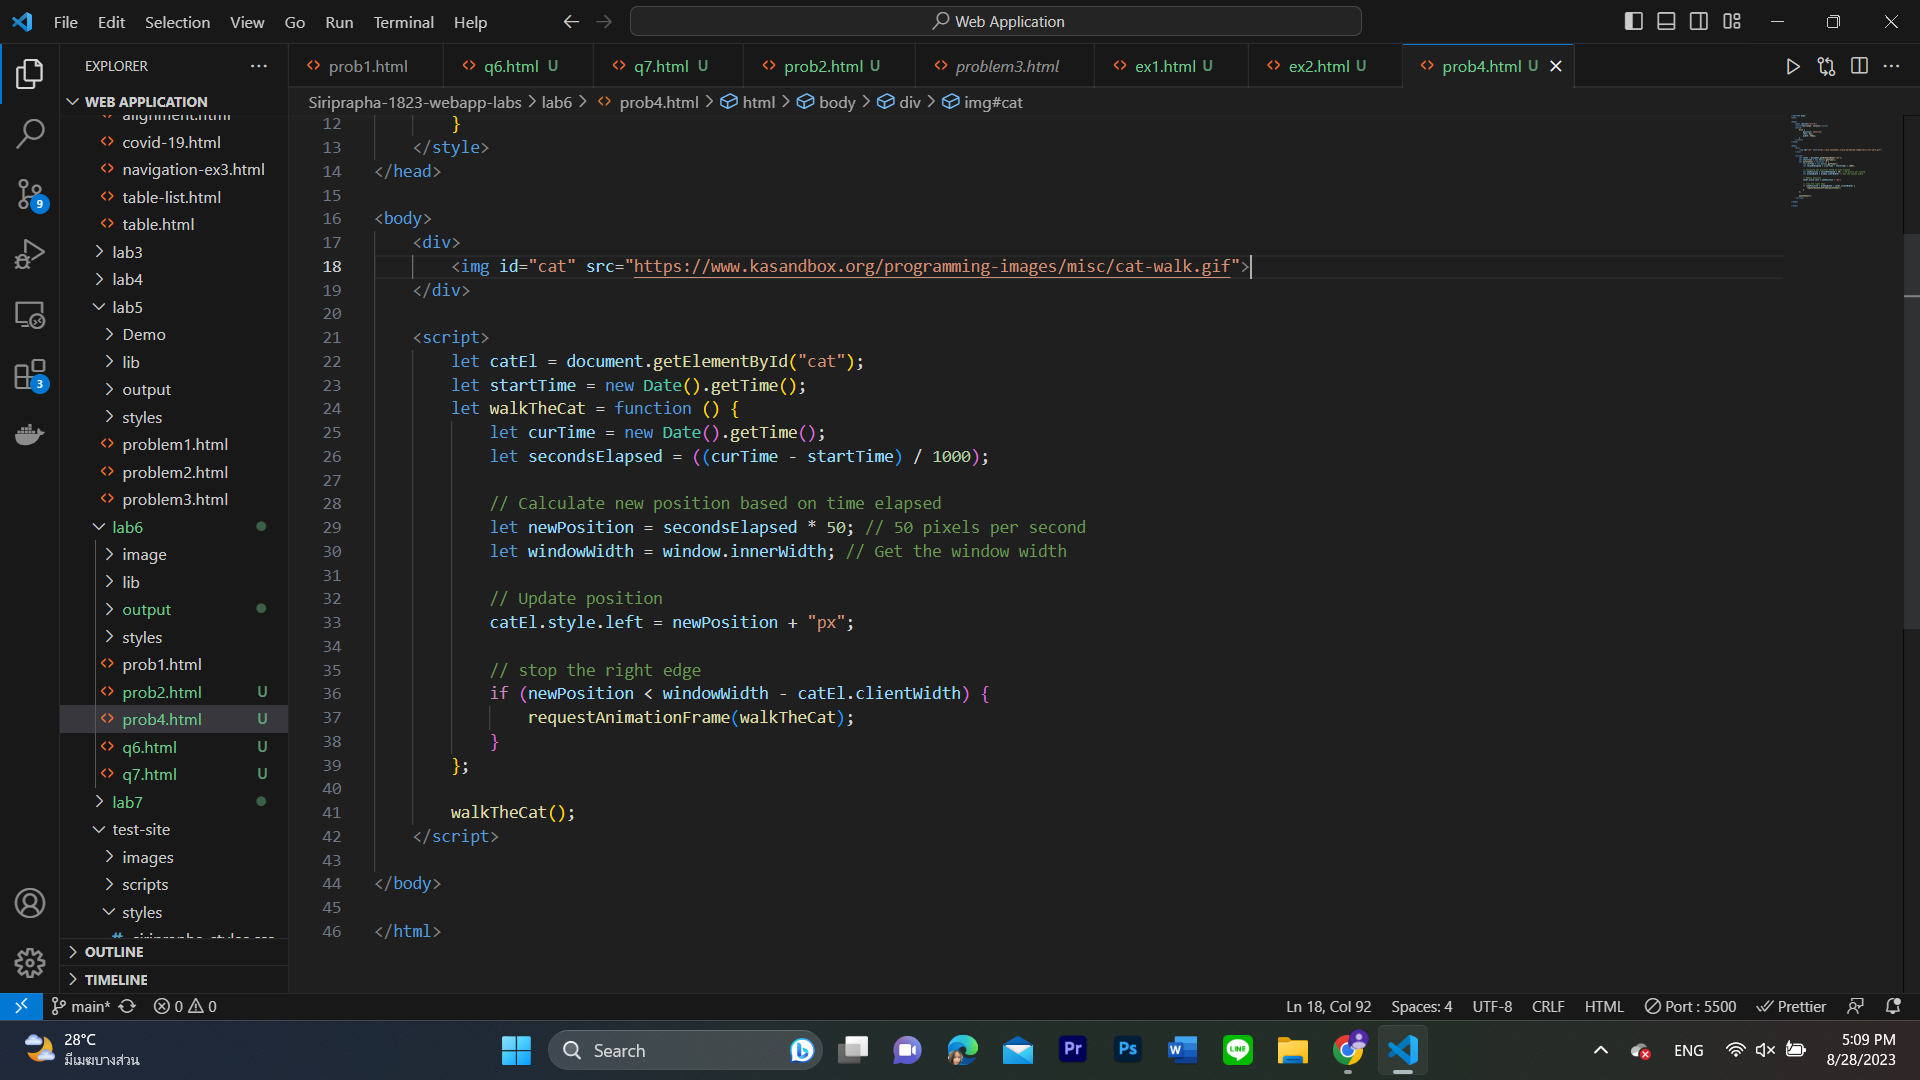 File Edit Selection View Go Run Terminal Help
Web Application
EXPLORER
prob1.html
q6.html U
q7.html U
prob2.html U
problem3.html
ex1.html U
ex2.html U
prob4.html U
Siriprapha-1823-webapp-labs > lab6 > prob4.html > html > body > div > img#cat
WEB APPLICATION
alignment.html
covid-19.html
navigation-ex3.html
table-list.html
table.html
lab3
lab4
lab5
Demo
lib
output
styles
problem1.html
problem2.html
problem3.html
lab6
image
lib
output
styles
prob1.html
prob2.html U
prob4.html U
q6.html U
q7.html U
lab7
test-site
images
scripts
styles
siriprapha-styles.css
OUTLINE
TIMELINE
9
3
12 }
13 </style>
14 </head>
15
16 <body>
17 <div>
18 <img id="cat" src="https://www.kasandbox.org/programming-images/misc/cat-walk.gif">
19 </div>
20
21 <script>
22 let catEl = document.getElementById("cat");
23 let startTime = new Date().getTime();
24 let walkTheCat = function () {
25 let curTime = new Date().getTime();
26 let secondsElapsed = ((curTime - startTime) / 1000);
27
28 // Calculate new position based on time elapsed
29 let newPosition = secondsElapsed * 50; // 50 pixels per second
30 let windowWidth = window.innerWidth; // Get the window width
31
32 // Update position
33 catEl.style.left = newPosition + "px";
34
35 // stop the right edge
36 if (newPosition < windowWidth - catEl.clientWidth) {
37 requestAnimationFrame(walkTheCat);
38 }
39 };
40
41 walkTheCat();
42 </script>
43
44 </body>
45
46 </html>
main* 0 0
Ln 18, Col 92 Spaces: 4 UTF-8 CRLF HTML Port : 5500 Prettier
28°C
มีเมฆบางส่วน
Search
Pr
Ps
W
LINE
ENG
5:09 PM
8/28/2023